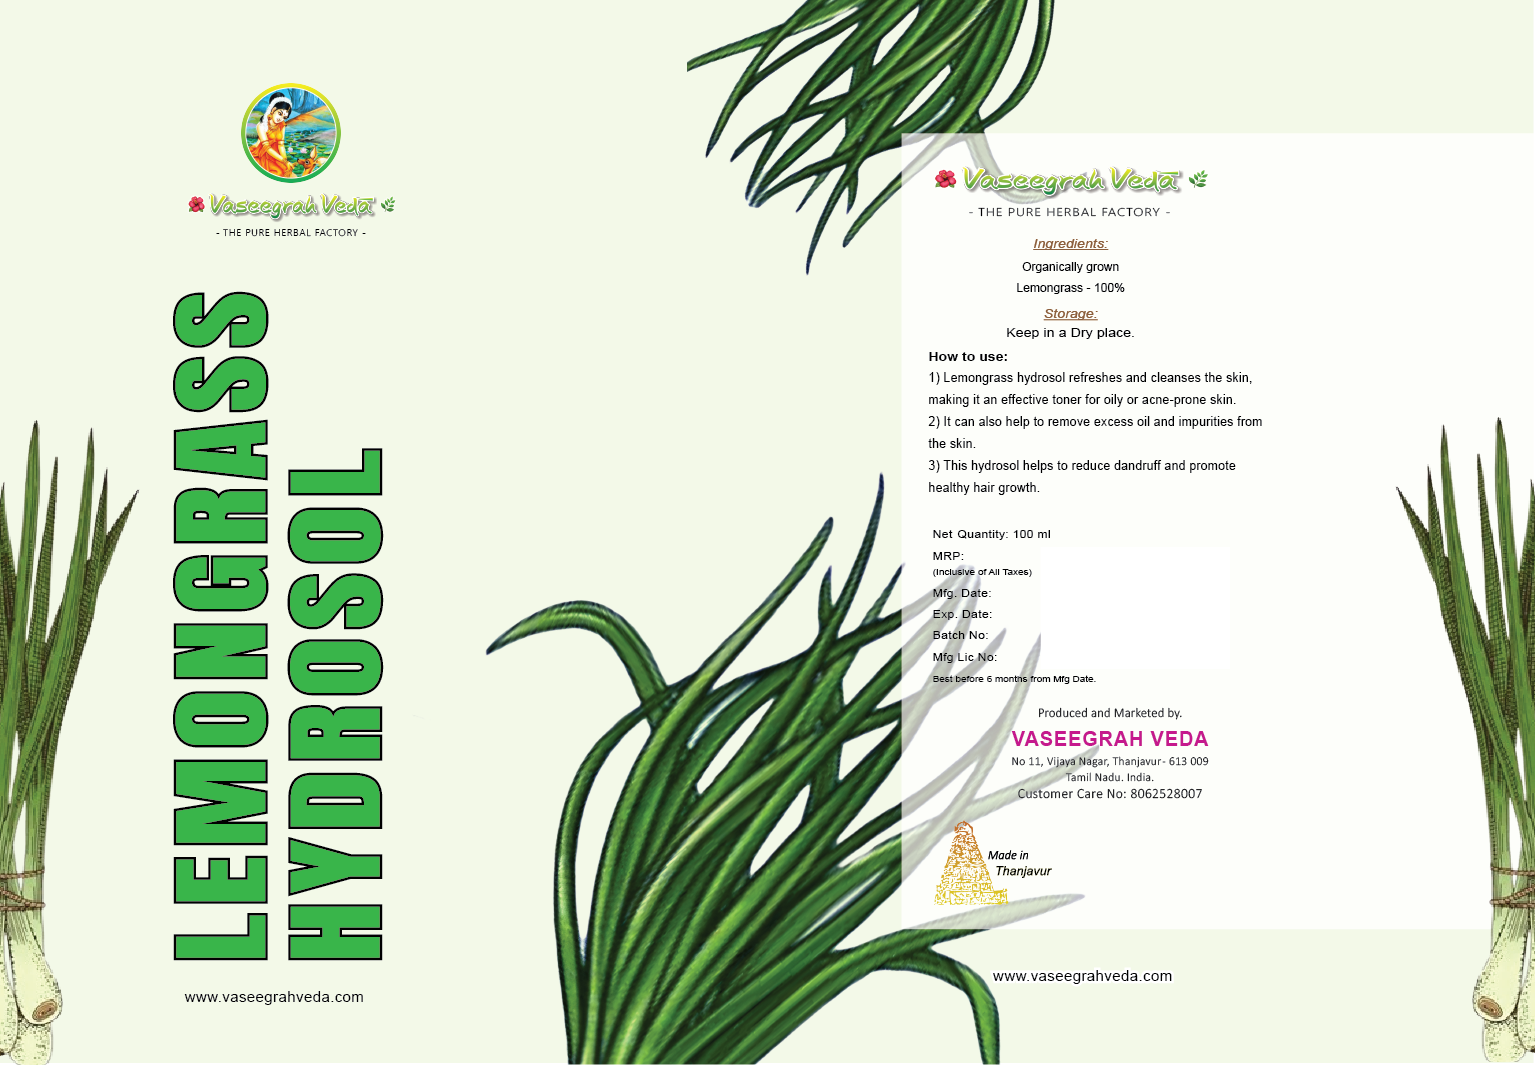 Vaseegrah Veda
- THE PURE HERBAL FACTORY -
LEMONGRASS
HYDROSOL
www.vaseegrahveda.com
Vaseegrah Veda
- THE PURE HERBAL FACTORY -
Ingredients:
Organically grown
Lemongrass - 100%
Storage:
Keep in a Dry place.
How to use:
1) Lemongrass hydrosol refreshes and cleanses the skin,
making it an effective toner for oily or acne-prone skin.
2) It can also help to remove excess oil and impurities from
the skin.
3) This hydrosol helps to reduce dandruff and promote
healthy hair growth.
Net Quantity: 100 ml
MRP:
(Inclusive of All Taxes)
Mfg. Date:
Exp. Date:
Batch No:
Mfg Lic No:
Best before 6 months from Mfg Date.
Produced and Marketed by.
VASEEGRAH VEDA
No 11, Vijaya Nagar, Thanjavur- 613 009
Tamil Nadu. India.
Customer Care No: 8062528007
Made in
Thanjavur
www.vaseegrahveda.com